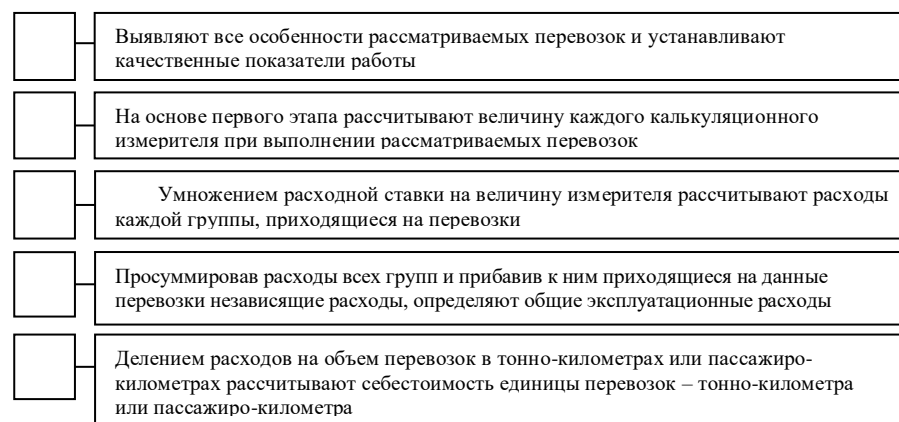 Выявляют все особенности рассматриваемых перевозок и устанавливают
качественные показатели работы
На основе первого этапа рассчитывают величину каждого калькуляционного
измерителя при выполнении рассматриваемых перевозок
Умножением расходной ставки на величину измерителя рассчитывают расходы
каждой группы, приходящиеся на перевозки
Просуммировав расходы всех групп и прибавив к ним приходящиеся на данные
перевозки независящие расходы, определяют общие эксплуатационные расходы
Делением расходов на объем перевозок в тонно-километрах или пассажиро-
километрах рассчитывают себестоимость единицы перевозок – тонно-километра
или пассажиро-километра